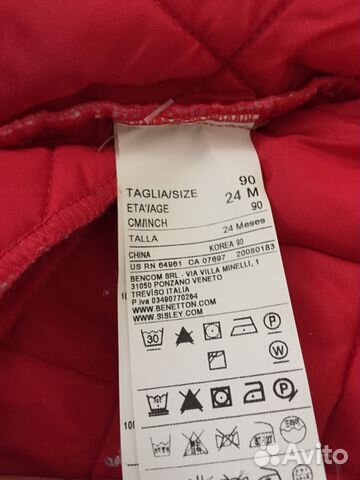 90
TAGLIA/SIZE 24 M
ETA'/AGE 90
CM/INCH
TALLA 24 Meses
CHINA KOREA 90
US RN 54961 CA 07697 20080183
BENCOM SRL - VIA VILLA MINELLI, 1
31050 PONZANO VENETO
TREVISO ITALIA
P.Iva 03490770264
WWW.BENETTON.COM
WWW.SISLEY.COM
30
P
W
Avito